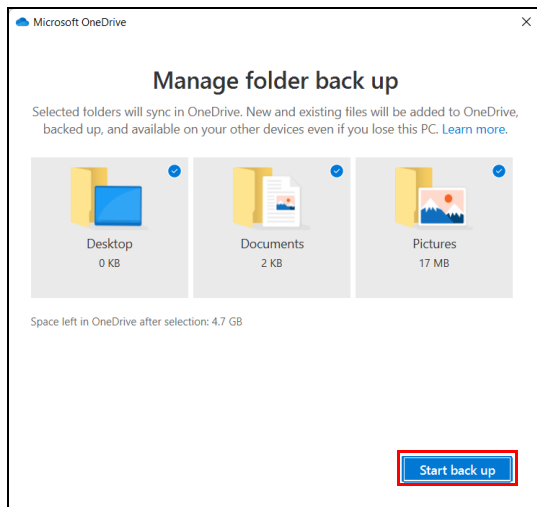 Microsoft OneDrive
Manage folder back up
Selected folders will sync in OneDrive. New and existing files will be added to OneDrive,
backed up, and available on your other devices even if you lose this PC. Learn more.
Desktop
0 KB
Documents
2 KB
Pictures
17 MB
Space left in OneDrive after selection: 4.7 GB
Start back up